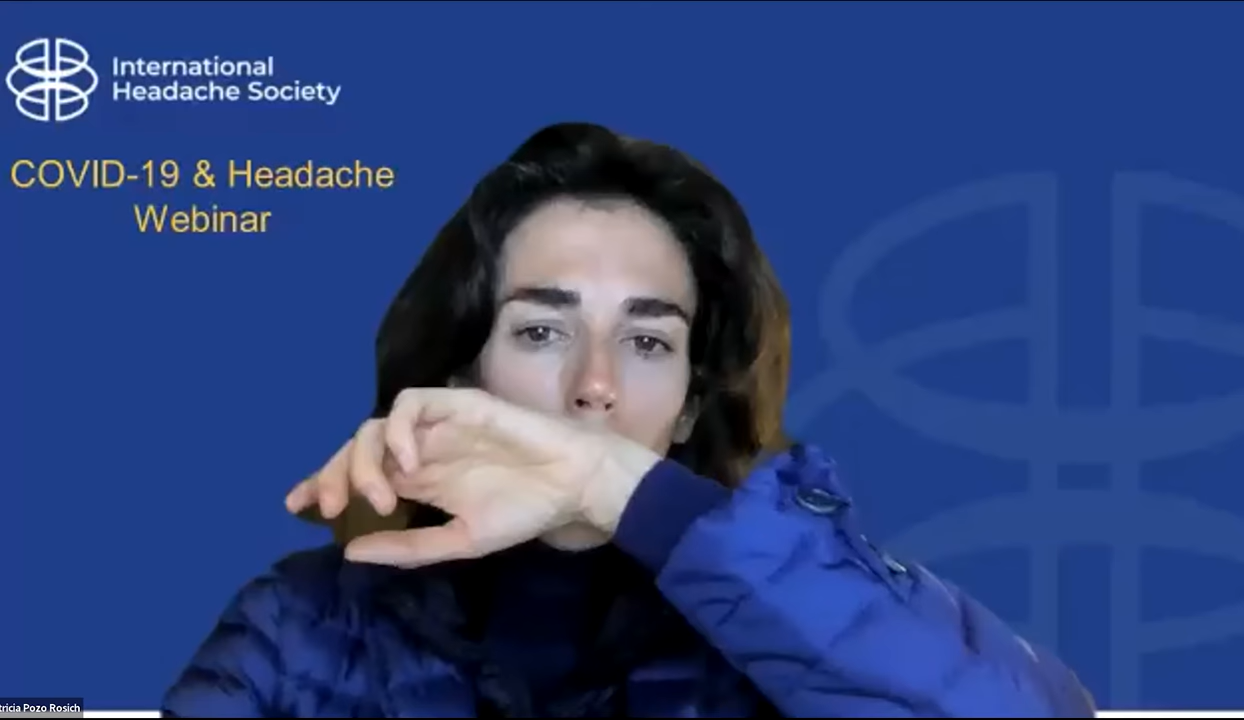 International
Headache Society
COVID-19 & Headache
Webinar
tricia Pozo Rosich